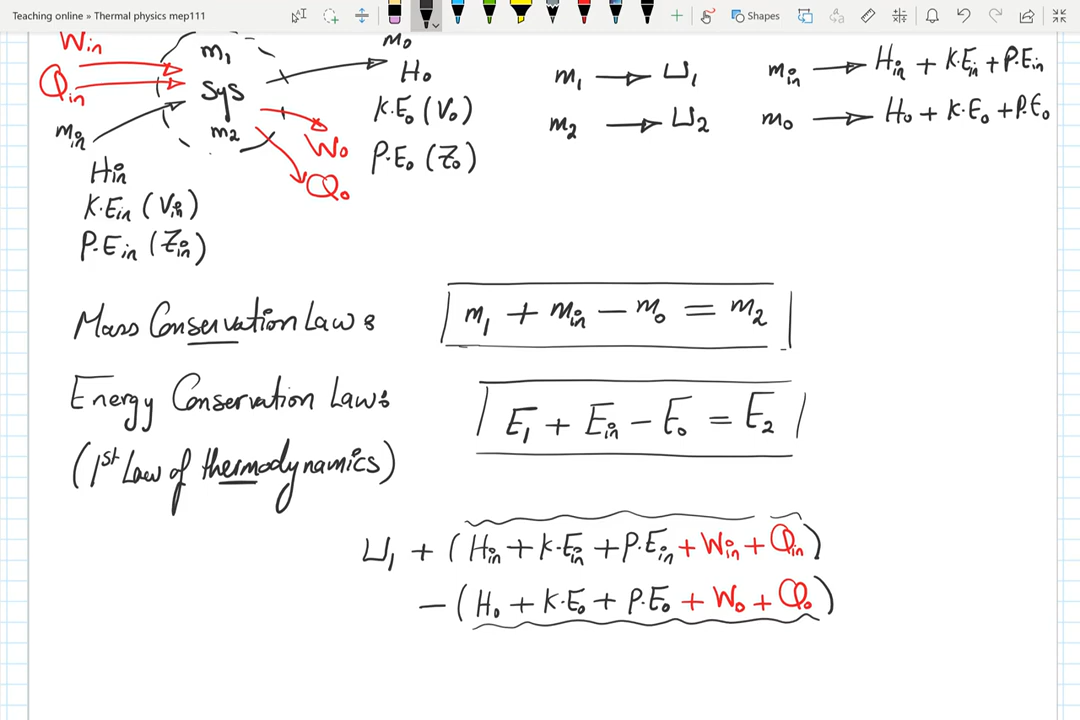 Teaching online » Thermal physics mep111
Shapes
Win
Qin
min
Hin
K.Ein (Vin)
P.Ein (Zin)
m1
sys
m2
mo
Ho
K.Eo (Vo)
P.Eo (Zo)
Wo
Qo
m1 → U1
m2 → U2
min → Hin + K.Ein + P.Ein
mo → Ho + K.Eo + P.Eo
Mass Conservation Law:
m1 + min − mo = m2
Energy Conservation Law:
(1st Law of thermodynamics)
E1 + Ein − Eo = E2
U1 + (Hin + K.Ein + P.Ein + Win + Qin)
− (Ho + K.Eo + P.Eo + Wo + Qo)